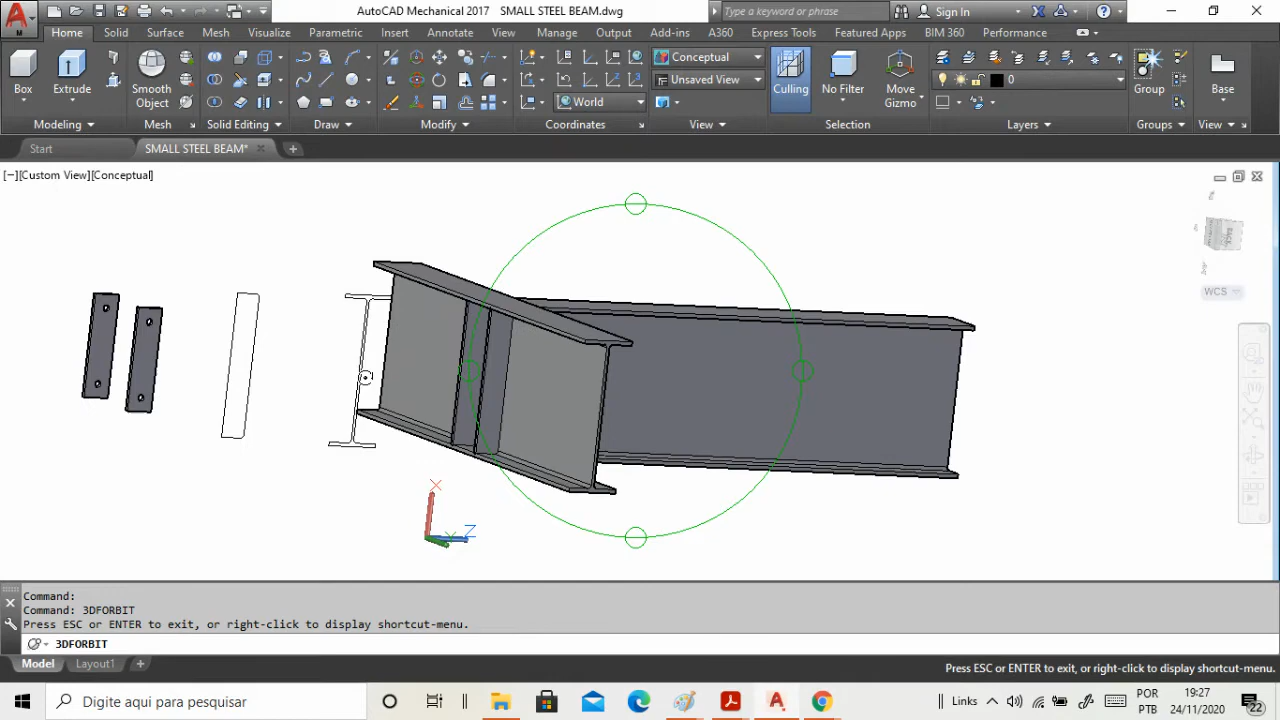 AutoCAD Mechanical 2017 SMALL STEEL BEAM.dwg
Type a keyword or phrase
Sign In
Home Solid Surface Mesh Visualize Parametric Insert Annotate View Manage Output Add-ins A360 Express Tools Featured Apps BIM 360 Performance
Box
Extrude
Smooth Object
World
Conceptual
Unsaved View
Culling
No Filter
Move Gizmo
0
Group
Base
Modeling Mesh Solid Editing Draw Modify Coordinates View Selection Layers Groups View
Start SMALL STEEL BEAM*
[−][Custom View][Conceptual]
WCS
X
Y
Z
Command:
Command: 3DFORBIT
Press ESC or ENTER to exit, or right-click to display shortcut-menu.
3DFORBIT
Model Layout1
Press ESC or ENTER to exit, or right-click to display shortcut-menu.
Digite aqui para pesquisar
Links
POR
PTB
19:27
24/11/2020
22